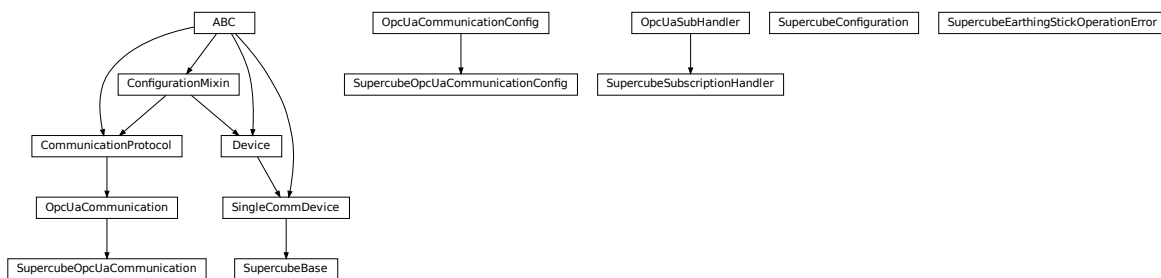 ABC
OpcUaCommunicationConfig
OpcUaSubHandler
SupercubeConfiguration
SupercubeEarthingStickOperationError
ConfigurationMixin
SupercubeOpcUaCommunicationConfig
SupercubeSubscriptionHandler
CommunicationProtocol
Device
OpcUaCommunication
SingleCommDevice
SupercubeOpcUaCommunication
SupercubeBase